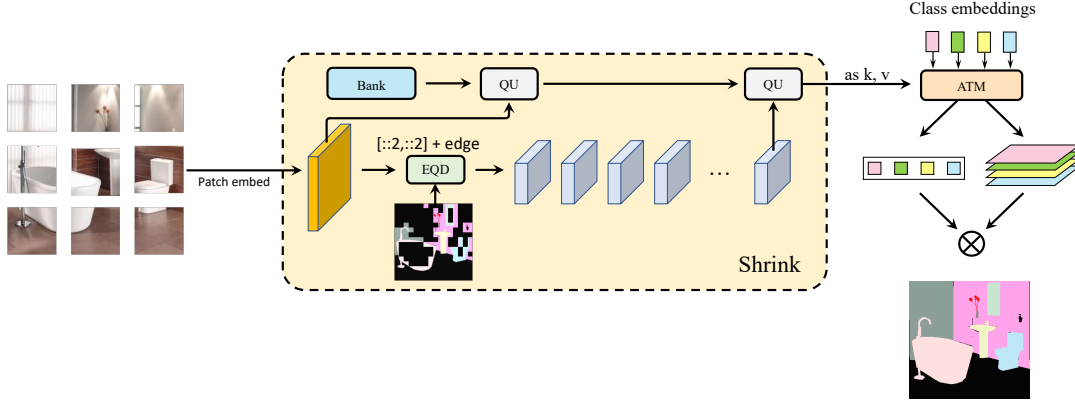 Class embeddings
Bank
QU
QU
as k, v
ATM
[::2,::2] + edge
EQD
Patch embed
...
Shrink